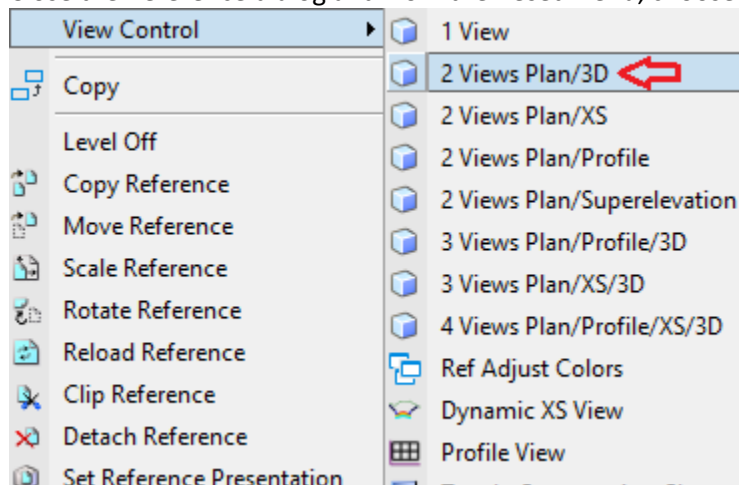 View Control
Copy
Level Off
Copy Reference
Move Reference
Scale Reference
Rotate Reference
Reload Reference
Clip Reference
Detach Reference
Set Reference Presentation
1 View
2 Views Plan/3D
2 Views Plan/XS
2 Views Plan/Profile
2 Views Plan/Superelevation
3 Views Plan/Profile/3D
3 Views Plan/XS/3D
4 Views Plan/Profile/XS/3D
Ref Adjust Colors
Dynamic XS View
Profile View